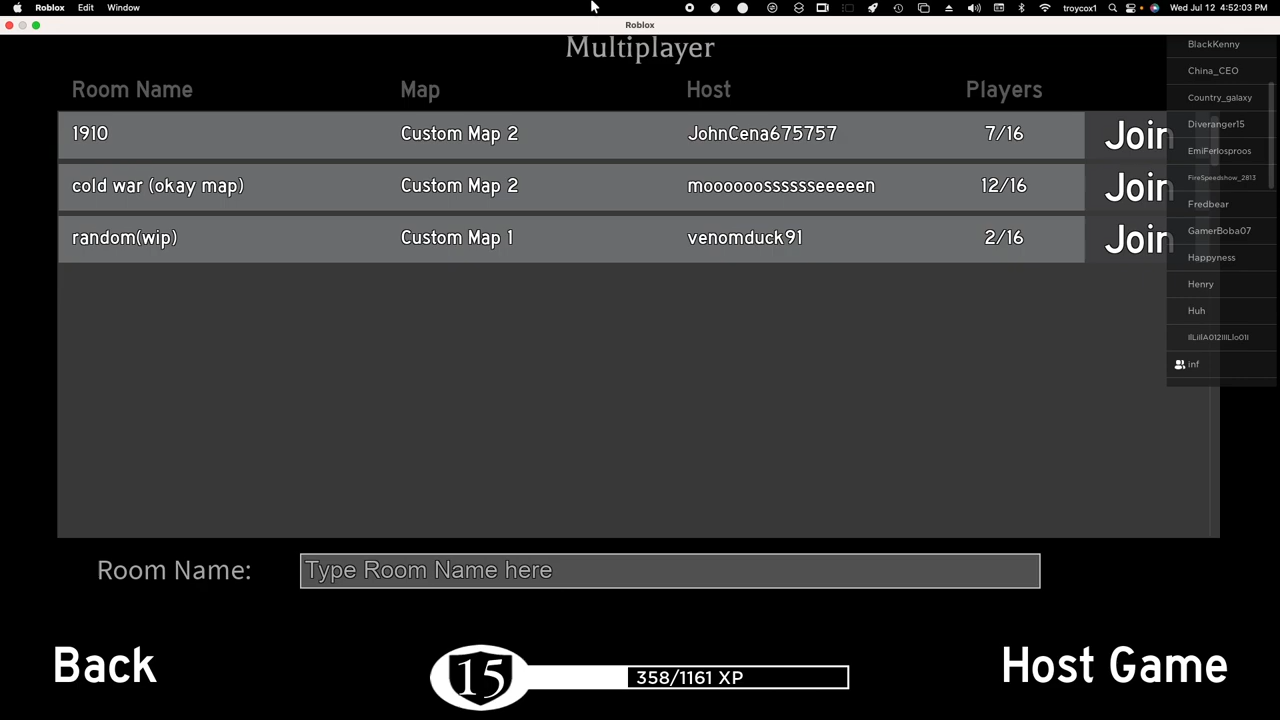 Roblox Edit Window troycox1 Wed Jul 12 4:52:03 PM
Roblox
Multiplayer
Room Name Map Host Players
1910 Custom Map 2 JohnCena675757 7/16 Join
cold war (okay map) Custom Map 2 moooooossssseeeeen 12/16 Join
random(wip) Custom Map 1 venomduck91 2/16 Join
BlackKenny
China_CEO
Country_galaxy
Diveranger15
EmiFerlosproos
FireSpeedshow_2813
Fredbear
GamerBoba07
Happyness
Henry
Huh
inf
Room Name: Type Room Name here
Back 15 358/1161 XP Host Game